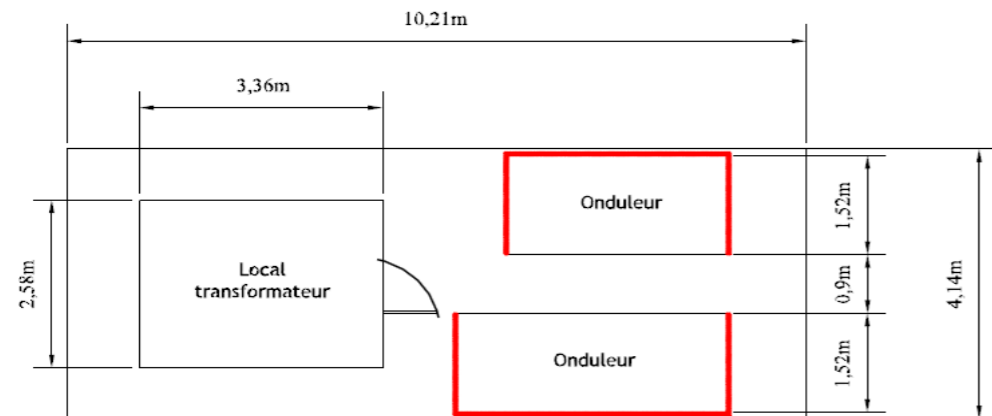 10,21m
3,36m
Onduleur
1,52m
2,58m
Local
transformateur
0,9m
4,14m
Onduleur
1,52m